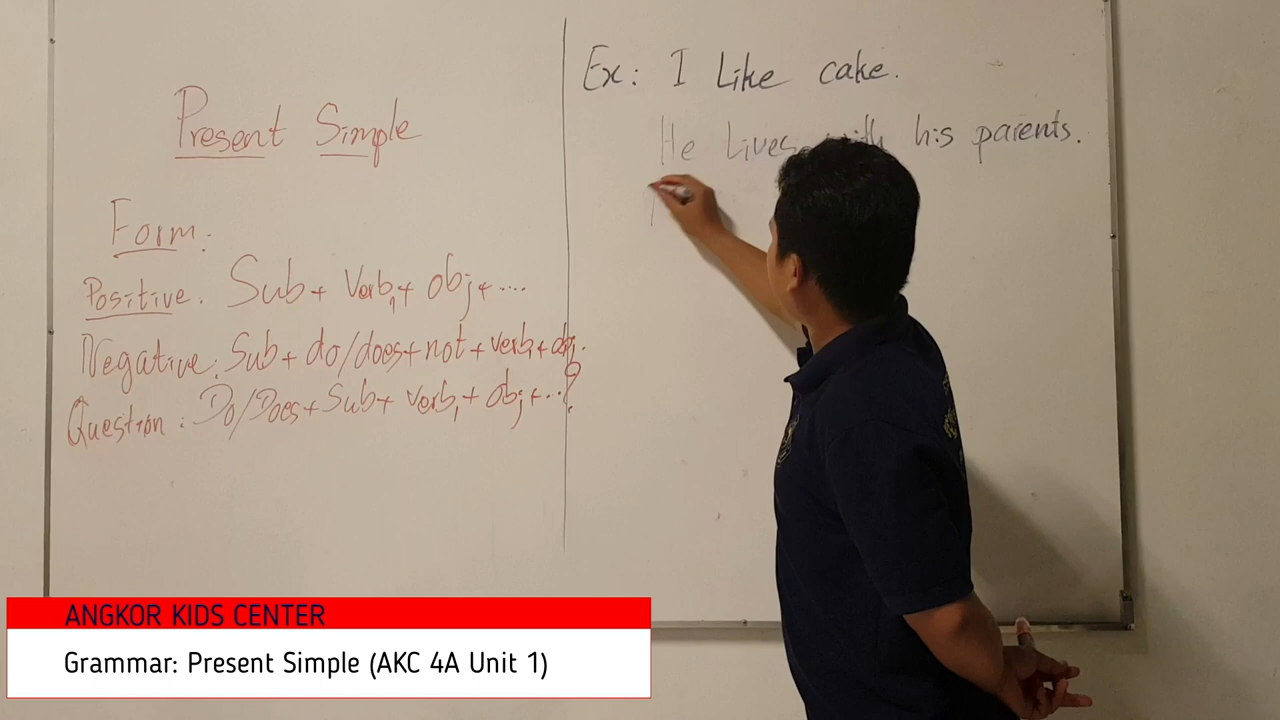 Present Simple
Form:
Positive. Sub + Verb1 + obj + ....
Negative: Sub + do/does + not + verb1 + obj.
Question: Do/Does + Sub + verb1 + obj + ...?
Ex: I Like cake.
He Lives with his parents.
ANGKOR KIDS CENTER
Grammar: Present Simple (AKC 4A Unit 1)